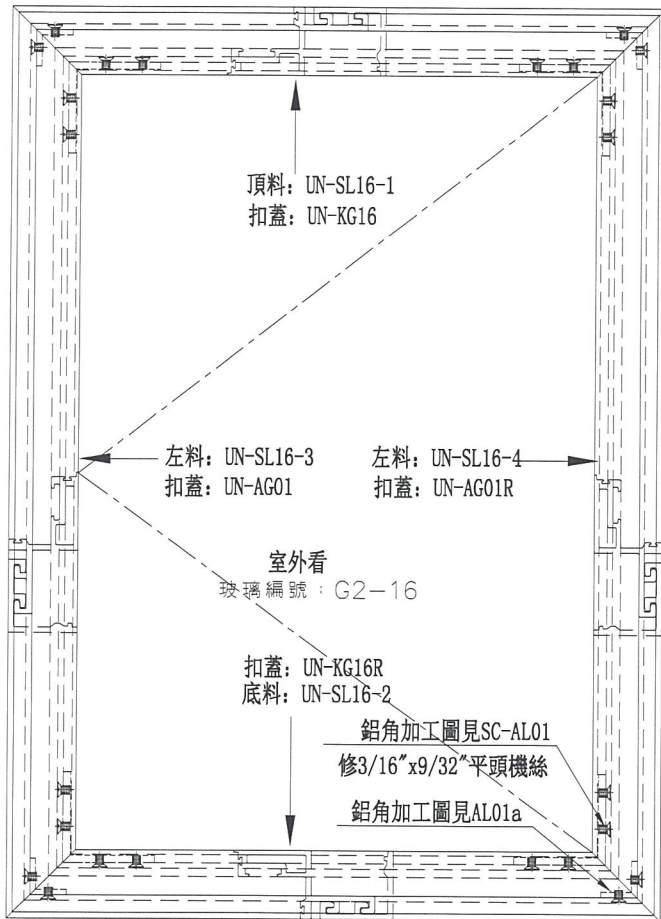 頂料: UN-SL16-1
扣蓋: UN-KG16
左料: UN-SL16-3
扣蓋: UN-AG01
左料: UN-SL16-4
扣蓋: UN-AG01R
室外看
玻璃編號：G2-16
扣蓋: UN-KG16R
底料: UN-SL16-2
鋁角加工圖見SC-AL01
修3/16"x9/32"平頭機絲
鋁角加工圖見AL01a